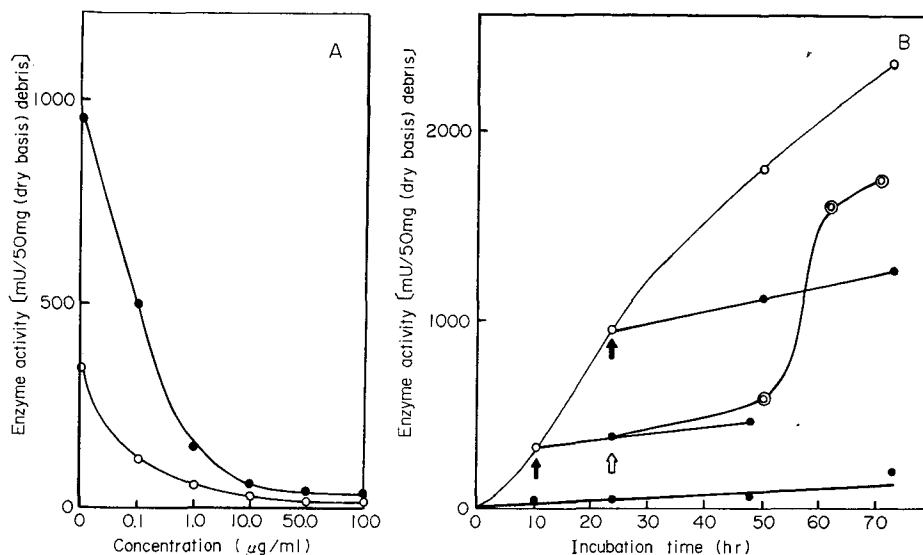 A
Enzyme activity [mU/50mg (dry basis) debris]
1000
500
0
0 0.1 1.0 10.0 50.0 100
Concentration (μg/ml)
B
Enzyme activity [mU/50mg (dry basis) debris]
2000
1000
0
0 10 20 30 40 50 60 70
Incubation time (hr)